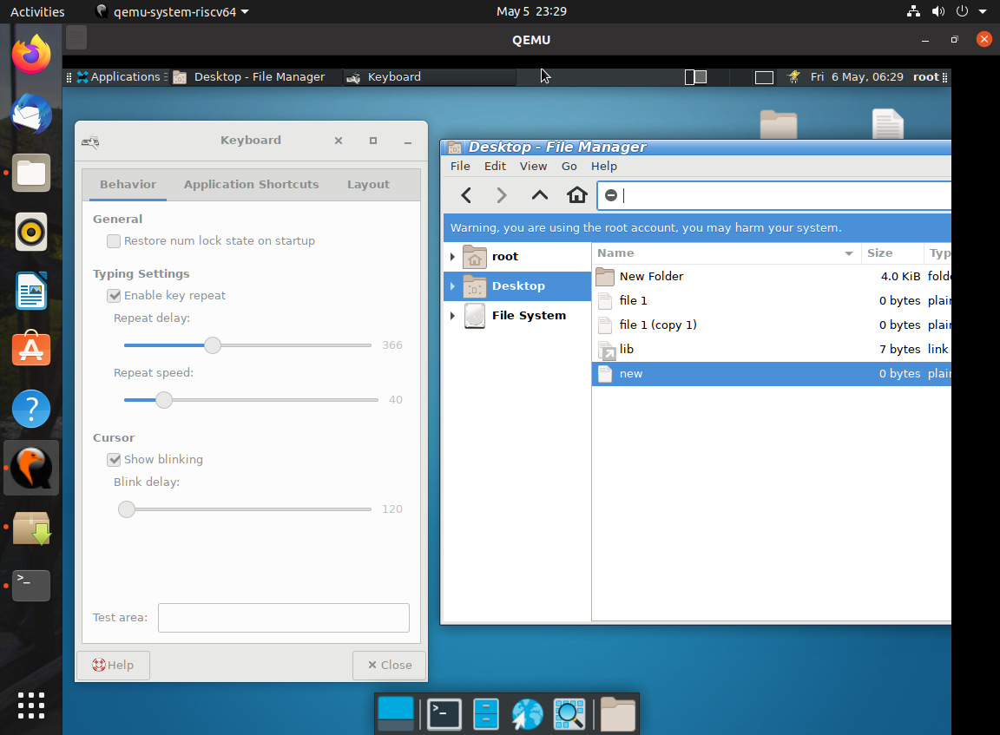 Activities qemu-system-riscv64 May 5 23:29
QEMU
Applications Desktop - File Manager Keyboard Fri 6 May, 06:29 root
Keyboard
Behavior Application Shortcuts Layout
General
Restore num lock state on startup
Typing Settings
Enable key repeat
Repeat delay:
366
Repeat speed:
40
Cursor
Show blinking
Blink delay:
120
Test area:
Help Close
Desktop - File Manager
File Edit View Go Help
Warning, you are using the root account, you may harm your system.
root
Desktop
File System
Name Size Typ
New Folder 4.0 KiB folde
file 1 0 bytes plain
file 1 (copy 1) 0 bytes plain
lib 7 bytes link
new 0 bytes plain